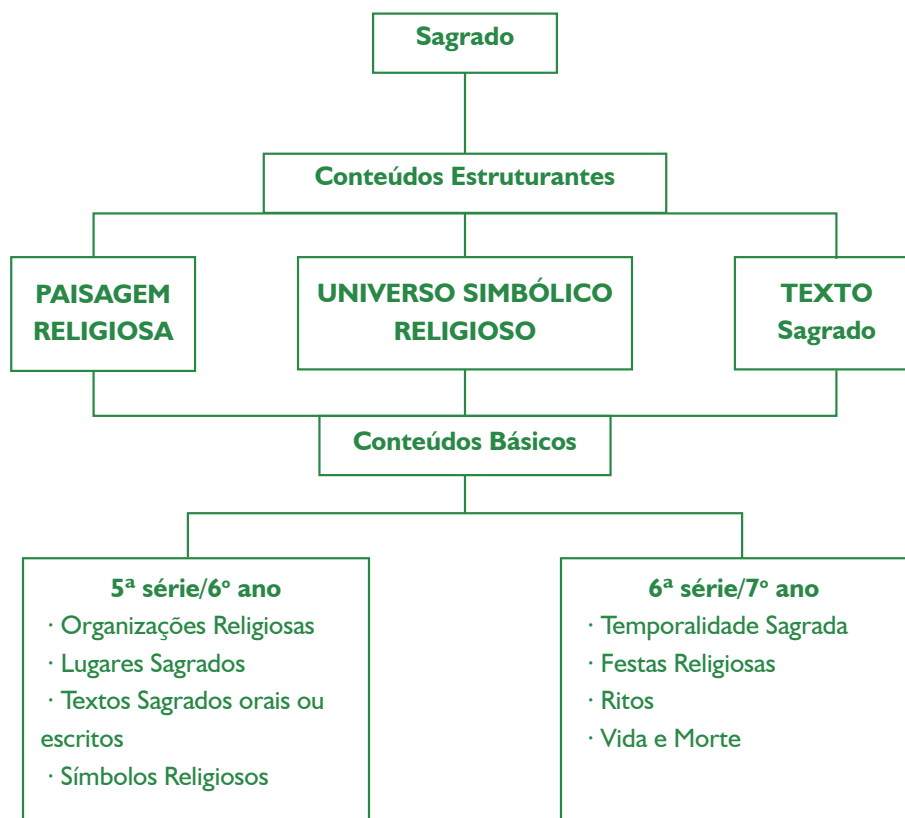 Sagrado
Conteúdos Estruturantes
PAISAGEM
RELIGIOSA
UNIVERSO SIMBÓLICO
RELIGIOSO
TEXTO
Sagrado
Conteúdos Básicos
5ª série/6º ano
· Organizações Religiosas
· Lugares Sagrados
· Textos Sagrados orais ou
escritos
· Símbolos Religiosos
6ª série/7º ano
· Temporalidade Sagrada
· Festas Religiosas
· Ritos
· Vida e Morte